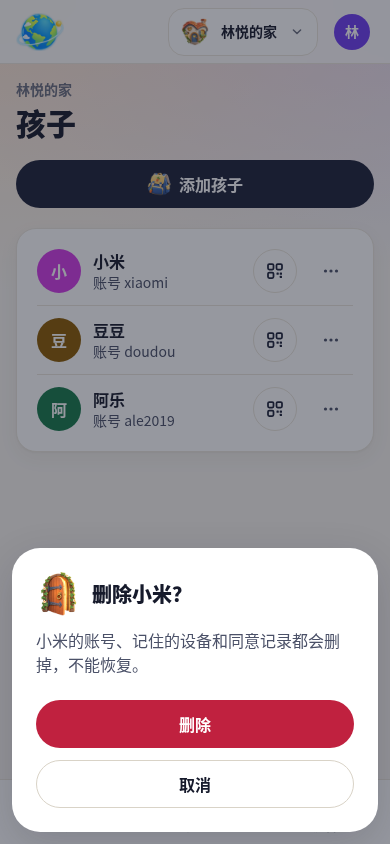 林悦的家
林
林悦的家
孩子
添加孩子
小
小米
账号 xiaomi
豆
豆豆
账号 doudou
阿
阿乐
账号 ale2019
删除小米?
小米的账号、记住的设备和同意记录都会删
掉，不能恢复。
删除
取消